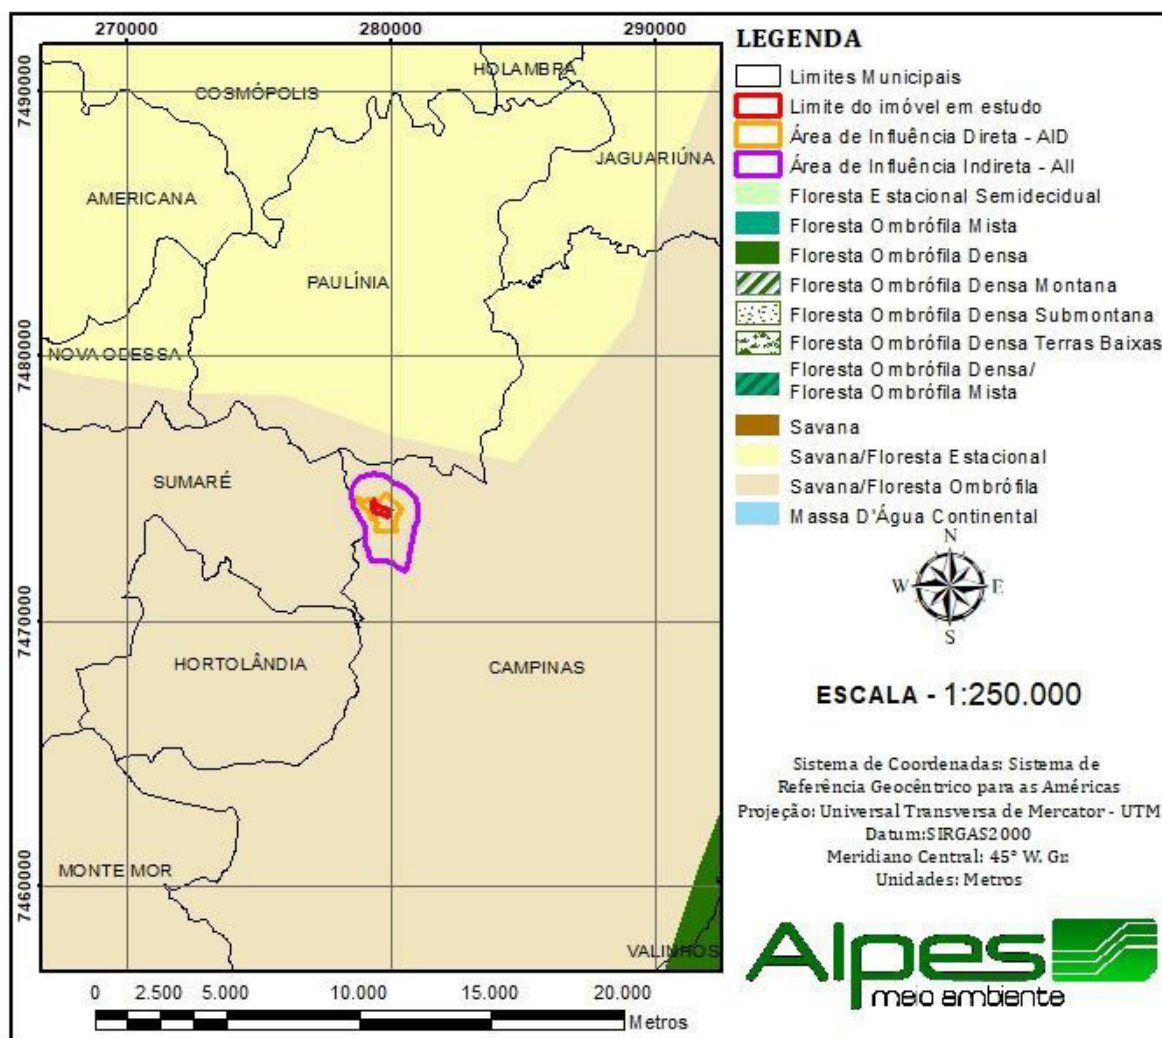 270000
280000
290000
7490000
7480000
7470000
7460000
HOLAMBRA
COSMÓPOLIS
JAGUARIÚNA
AMERICANA
PAULÍNIA
NOVA ODESSA
SUMARÉ
HORTOLÂNDIA
CAMPINAS
MONTE MOR
VALINHOS
0 2.500 5.000 10.000 15.000 20.000
Metros
LEGENDA
Limites Municipais
Limite do imóvel em estudo
Área de Influência Direta - AID
Área de Influência Indireta - AII
Floresta Estacional Semidecidual
Floresta Ombrófila Mista
Floresta Ombrófila Densa
Floresta Ombrófila Densa Montana
Floresta Ombrófila Densa Submontana
Floresta Ombrófila Densa Terras Baixas
Floresta Ombrófila Densa/
Floresta Ombrófila Mista
Savana
Savana/Floresta Estacional
Savana/Floresta Ombrófila
Massa D'Água Continental
N
W E
S
ESCALA - 1:250.000
Sistema de Coordenadas: Sistema de
Referência Geocêntrico para as Américas
Projeção: Universal Transversa de Mercator - UTM
Datum:SIRGAS2000
Meridiano Central: 45° W. Gr.
Unidades: Metros
Alpes
meio ambiente